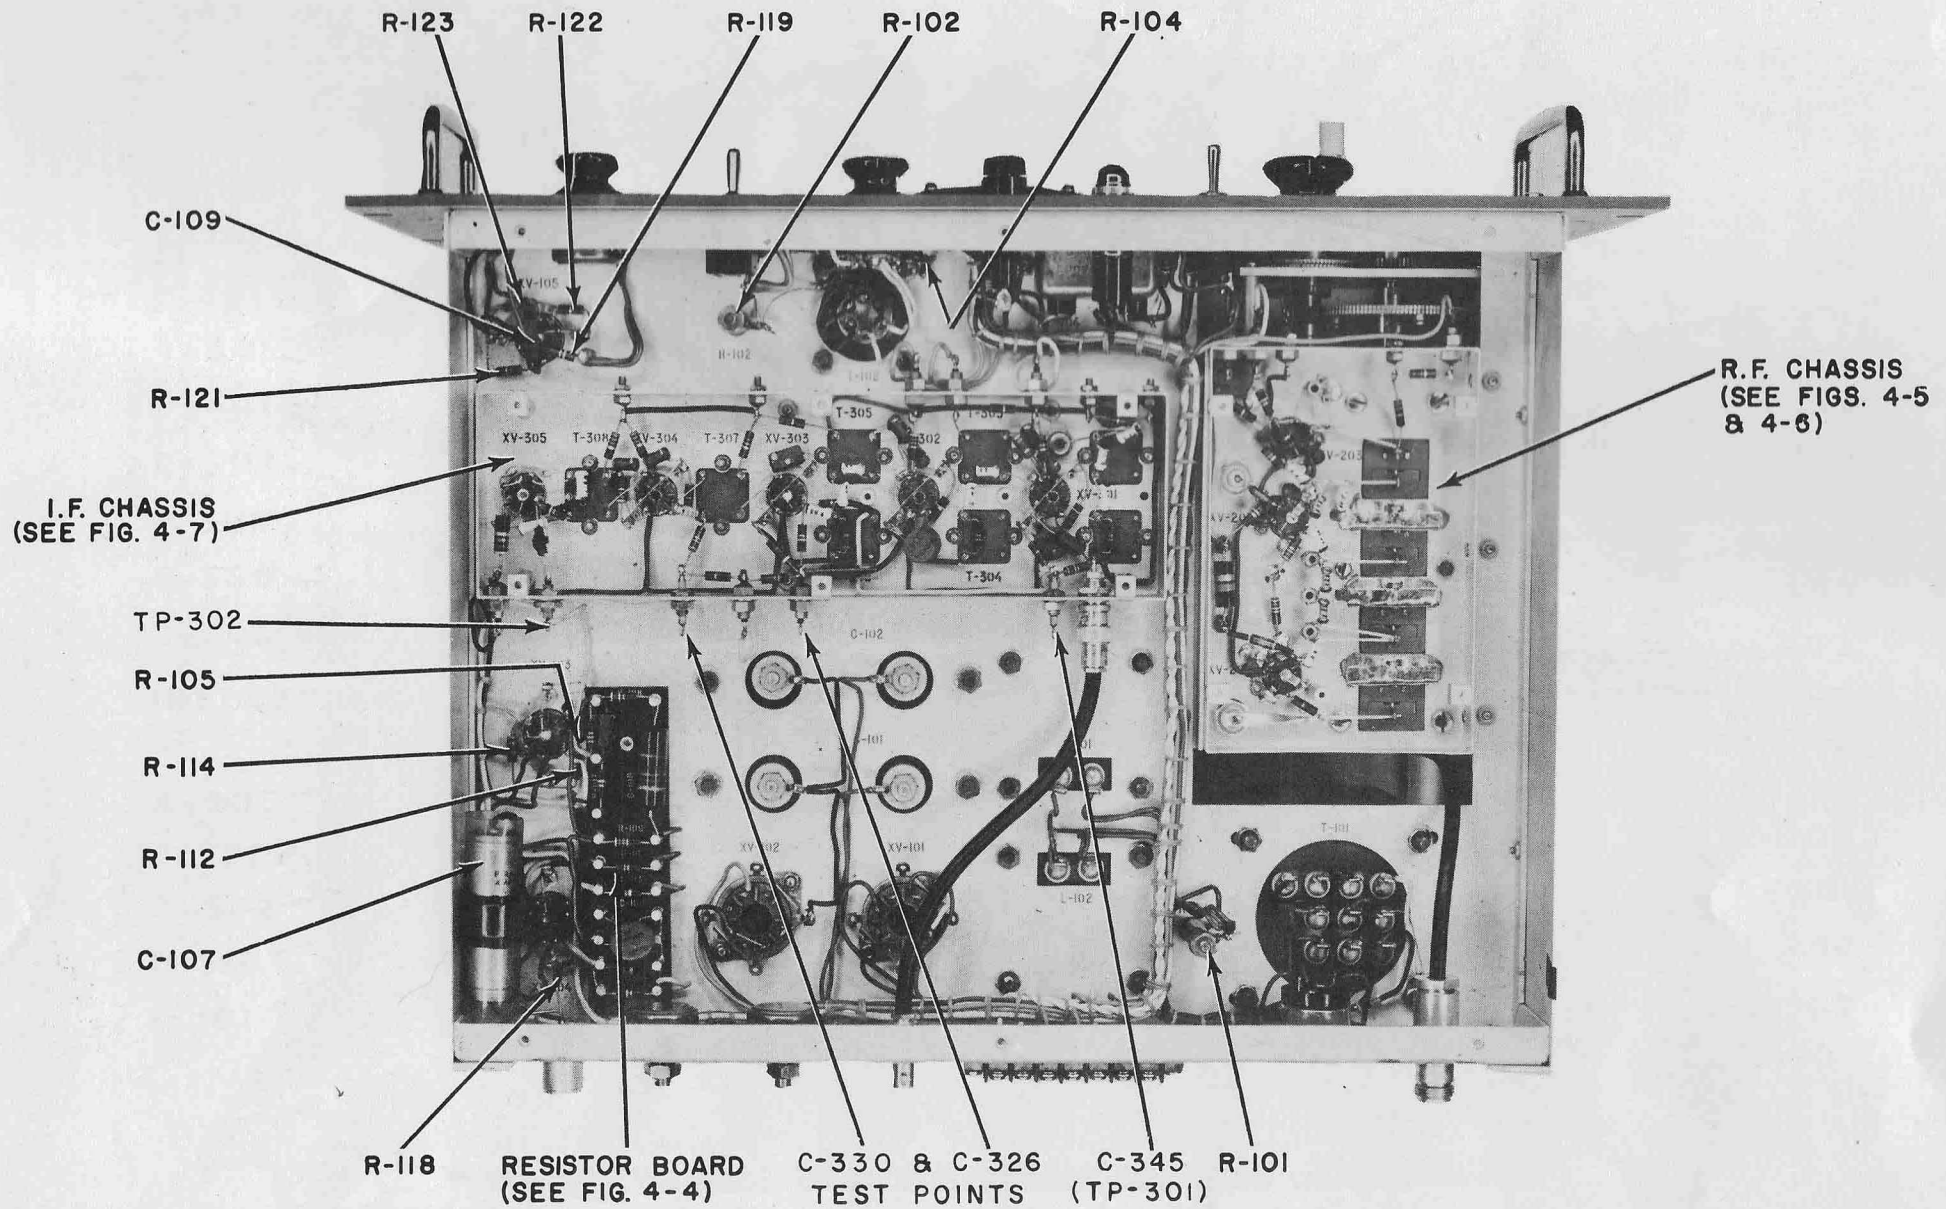 R-123
R-122
R-119
R-102
R-104
C-109
XV-105
R-121
R.F. CHASSIS
(SEE FIGS. 4-5
& 4-6)
T-305
XV-305
T-308
XV-304
T-307
XV-303
I.F. CHASSIS
(SEE FIG. 4-7)
T-304
TP-302
C-102
R-105
R-114
R-112
XV-101
T-101
L-102
C-107
R-118
RESISTOR BOARD
(SEE FIG. 4-4)
C-330 & C-326
TEST POINTS
C-345
(TP-301)
R-101